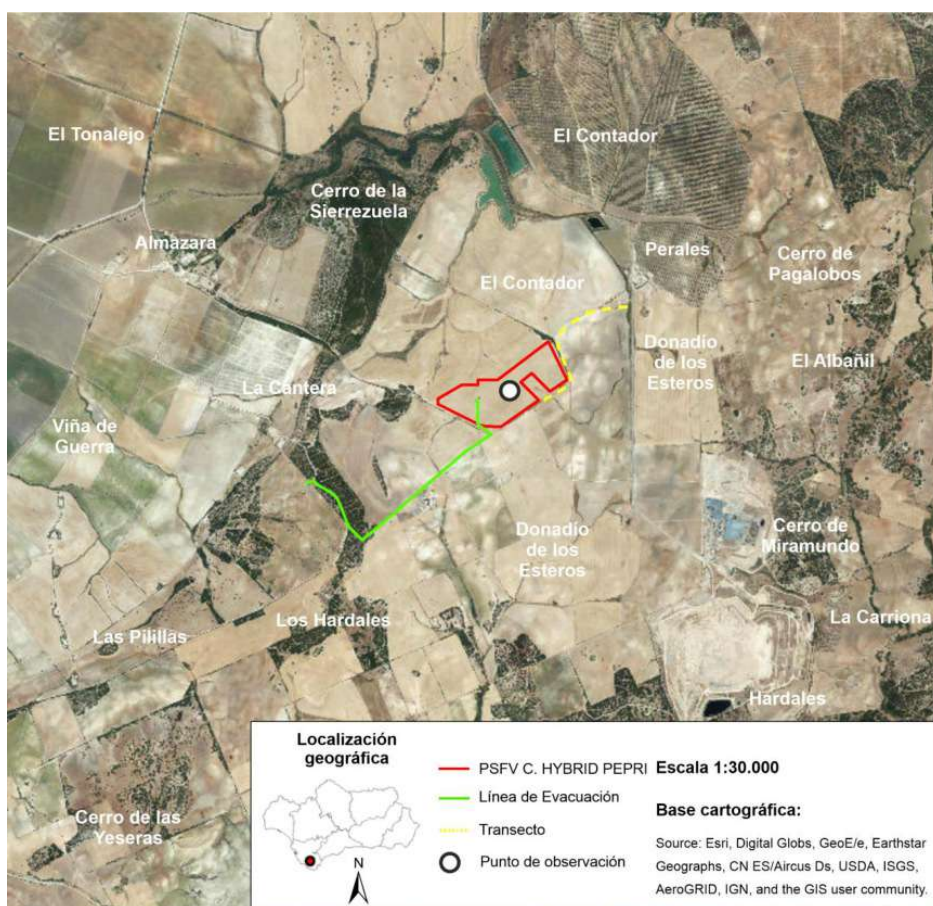 El Tonalejo
El Contador
Cerro de la
Sierrezuela
Almazara
Perales
Cerro de
Pagalobos
El Contador
Donadio
de los
Esteros
El Albañil
La Cantera
Viña de
Guerra
Cerro de
Miramundo
Donadio
de los
Esteros
Las Pilillas
Los Hardales
La Carriona
Hardales
Cerro de las
Yeseras
Localización
geográfica
N
PSFV C. HYBRID PEPRI
Línea de Evacuación
Transecto
Punto de observación
Escala 1:30.000
Base cartográfica:
Source: Esri, Digital Globs, GeoE/e, Earthstar
Geographs, CN ES/Aircus Ds, USDA, ISGS,
AeroGRID, IGN, and the GIS user community.